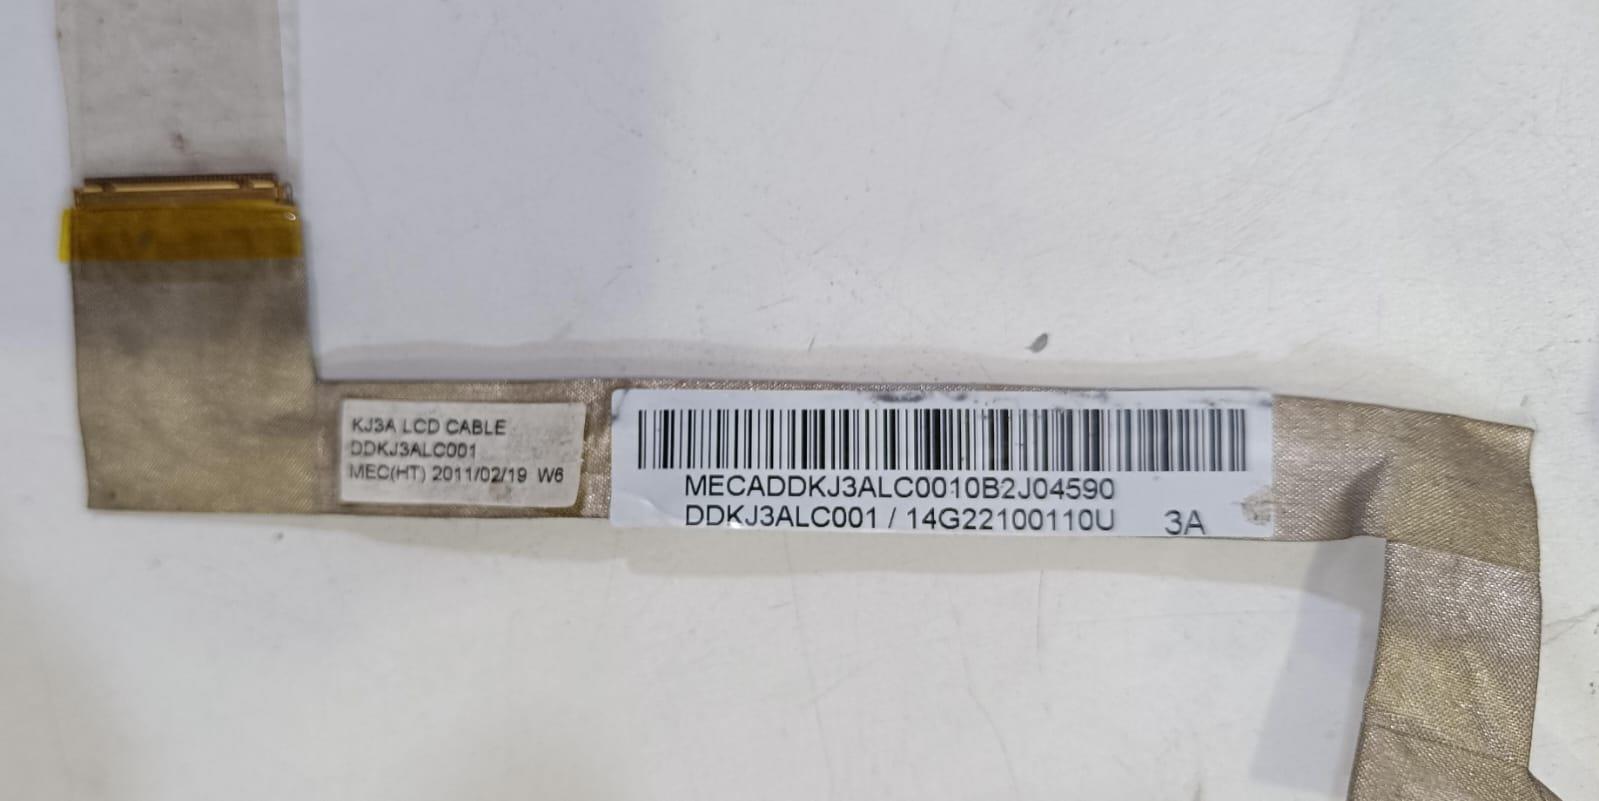 KJ3A LCD CABLE
DDKJ3ALC001
MEC(HT) 2011/02/19 W6
MECADDKJ3ALC0010B2J04590
DDKJ3ALC001 / 14G22100110U 3A